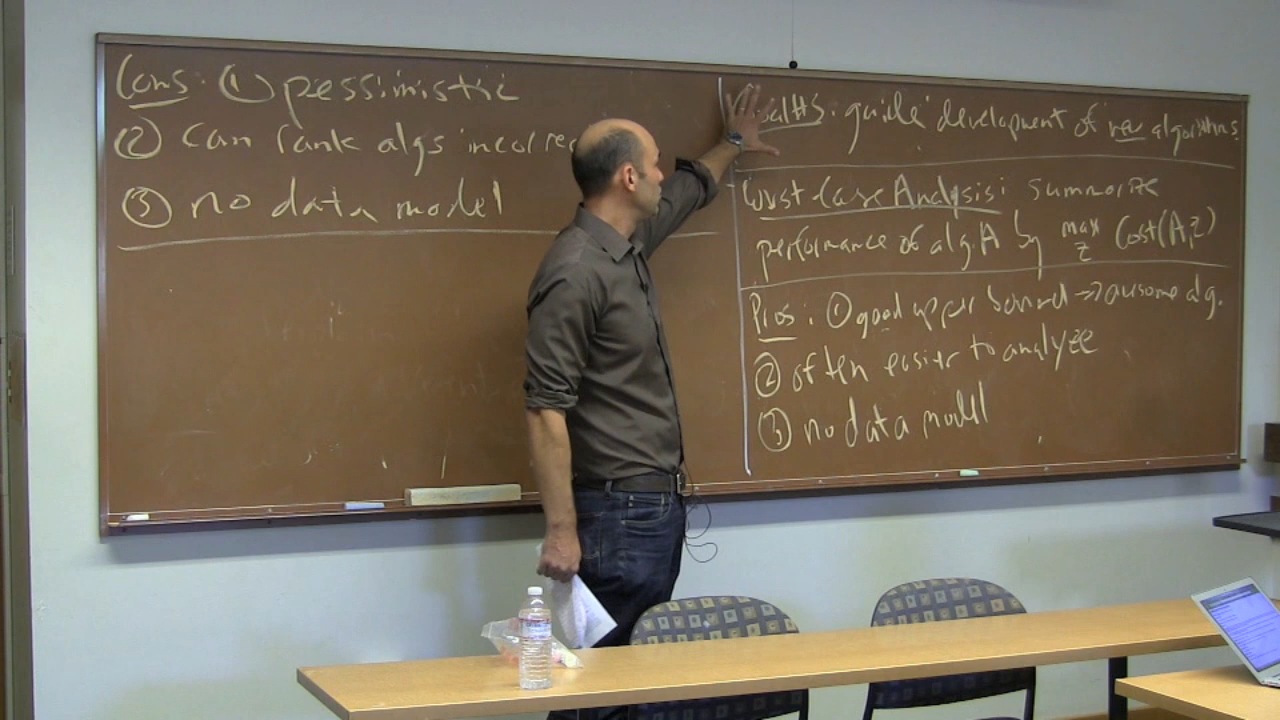 Cons: ① pessimistic
② can rank algs incorrec
③ no data model
Goal #3: guide development of new algorithms
Worst Case Analysis: summarize
performance of alg. A by max Cost(A,z)
z
Pros: ① good upper bound → awesome alg.
② often easier to analyze
③ no data model